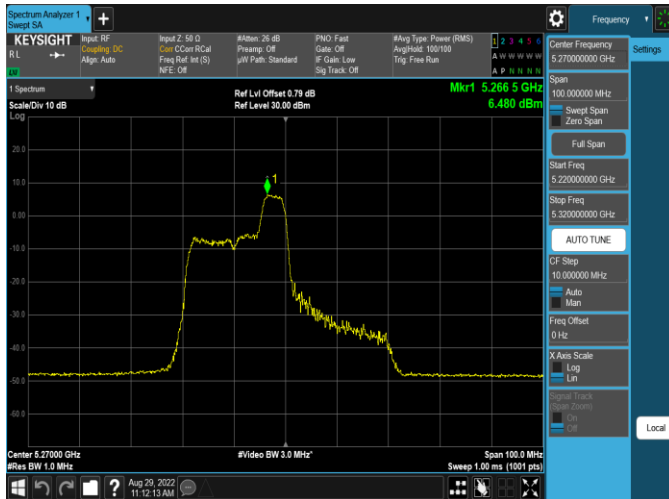 Spectrum Analyzer 1
Swept SA
+
Frequency
KEYSIGHT
RL
LXI
Input: RF
Coupling: DC
Align: Auto
Input Z: 50 Ω
Corr CCorr RCal
Freq Ref: Int (S)
NFE: Off
#Atten: 26 dB
Preamp: Off
µW Path: Standard
PNO: Fast
Gate: Off
IF Gain: Low
Sig Track: Off
#Avg Type: Power (RMS)
Avg|Hold: 100/100
Trig: Free Run
1 2 3 4 5 6
A W W W W W
A P N N N N
1 Spectrum
Scale/Div 10 dB
Log
Ref Lvl Offset 0.79 dB
Ref Level 30.00 dBm
Mkr1 5.266 5 GHz
6.480 dBm
20.0
10.0
0.00
-10.0
-20.0
-30.0
-40.0
-50.0
-60.0
1
Center 5.27000 GHz
#Res BW 1.0 MHz
#Video BW 3.0 MHz*
Span 100.0 MHz
Sweep 1.00 ms (1001 pts)
Aug 29, 2022
11:12:13 AM
?
Center Frequency
5.270000000 GHz
Settings
Span
100.000000 MHz
Swept Span
Zero Span
Full Span
Start Freq
5.220000000 GHz
Stop Freq
5.320000000 GHz
AUTO TUNE
CF Step
10.000000 MHz
Auto
Man
Freq Offset
0 Hz
X Axis Scale
Log
Lin
Signal Track
(Span Zoom)
On
Off
Local